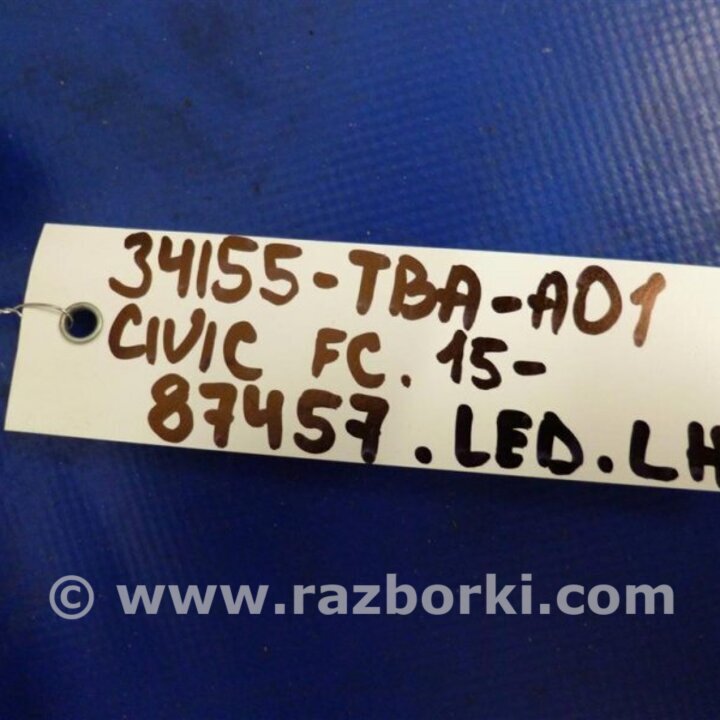 34155-TBA-A01
CIVIC FC. 15-
87457.LED.LH
© www.razborki.com